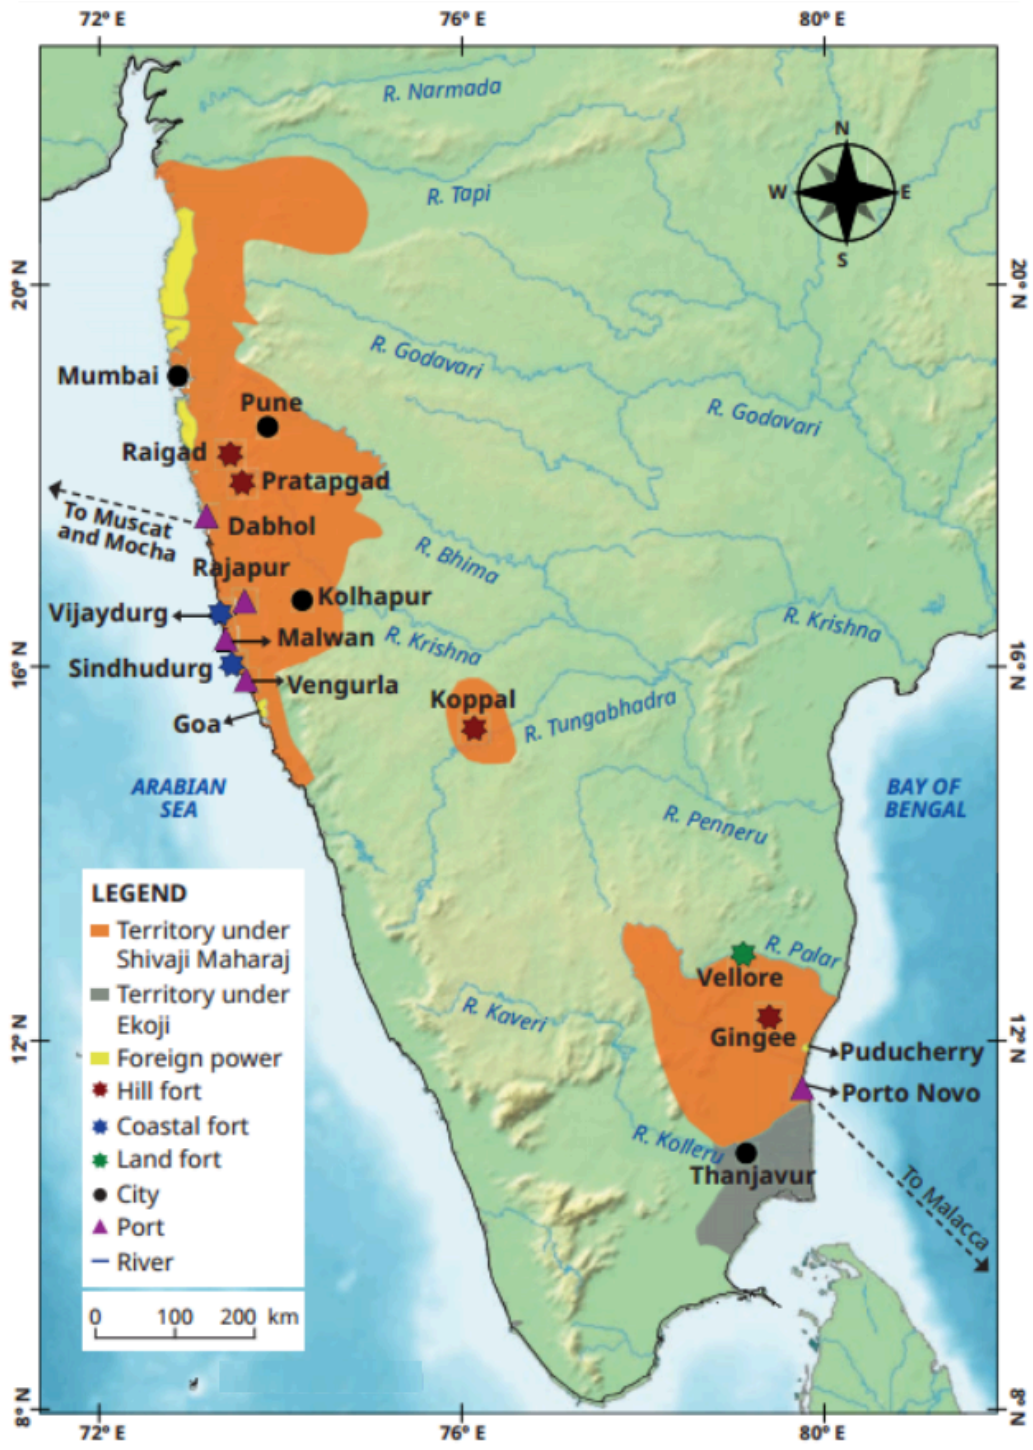 72° E
76° E
80° E
R. Narmada
N
W
E
S
R. Tapi
20° N
20° N
R. Godavari
Mumbai
Pune
R. Godavari
Raigad
Pratapgad
To Muscat
and Mocha
Dabhol
R. Bhima
Rajapur
Kolhapur
Vijaydurg
R. Krishna
Malwan
R. Krishna
16° N
Sindhudurg
16° N
Vengurla
Koppal
Goa
R. Tungabhadra
ARABIAN
SEA
BAY OF
BENGAL
R. Penneru
LEGEND
Territory under
Shivaji Maharaj
Territory under
Ekoji
Foreign power
Hill fort
Coastal fort
Land fort
City
Port
River
0 100 200 km
R. Palar
Vellore
R. Kaveri
Gingee
12° N
12° N
Puducherry
Porto Novo
R. Kolleru
Thanjavur
To Malacca
8° N
8° N
72° E
76° E
80° E